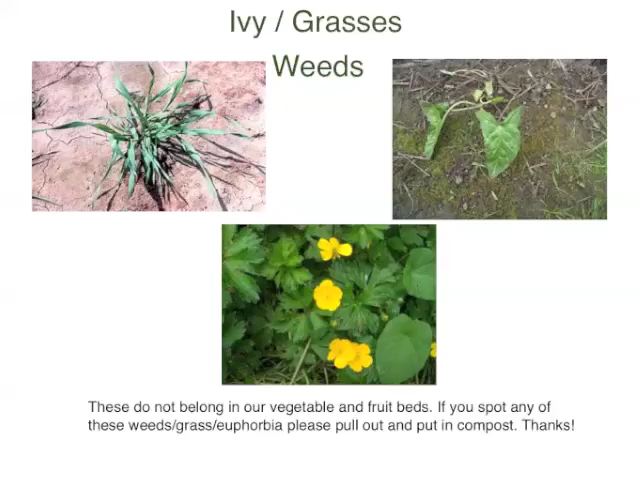 Ivy / Grasses
Weeds
These do not belong in our vegetable and fruit beds. If you spot any of
these weeds/grass/euphorbia please pull out and put in compost. Thanks!